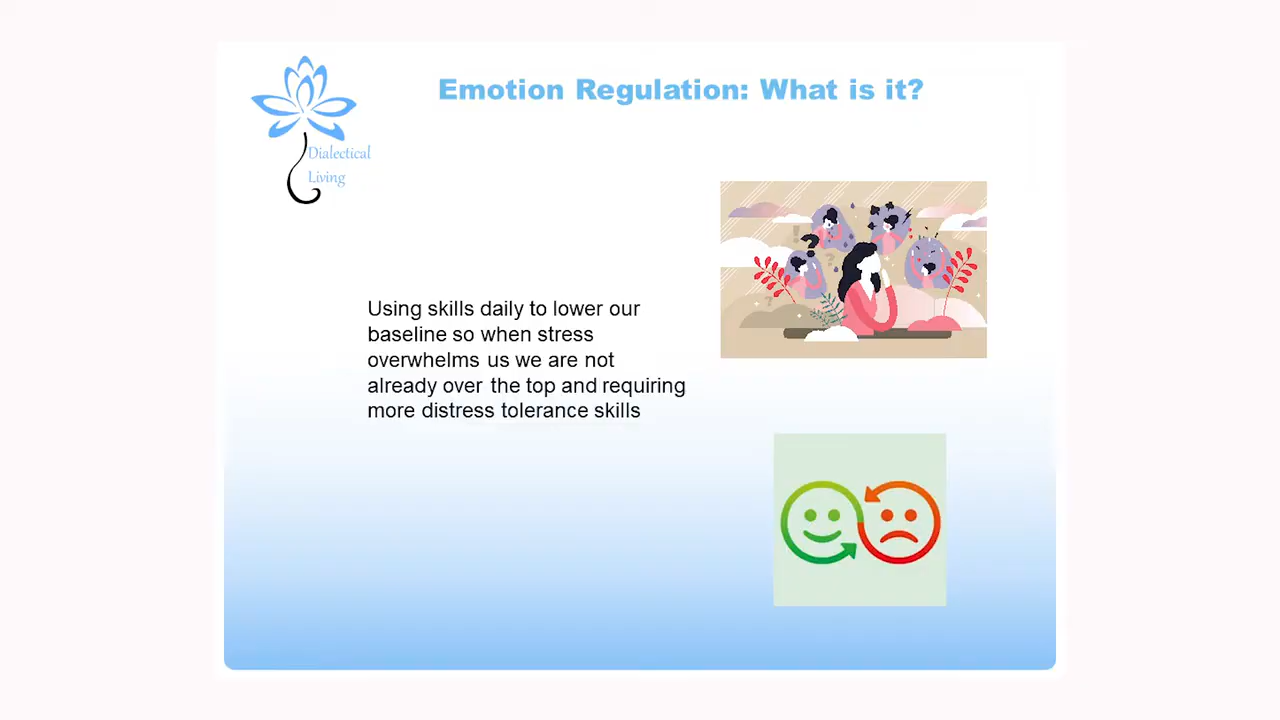 Emotion Regulation: What is it?
Dialectical
Living
Using skills daily to lower our
baseline so when stress
overwhelms us we are not
already over the top and requiring
more distress tolerance skills